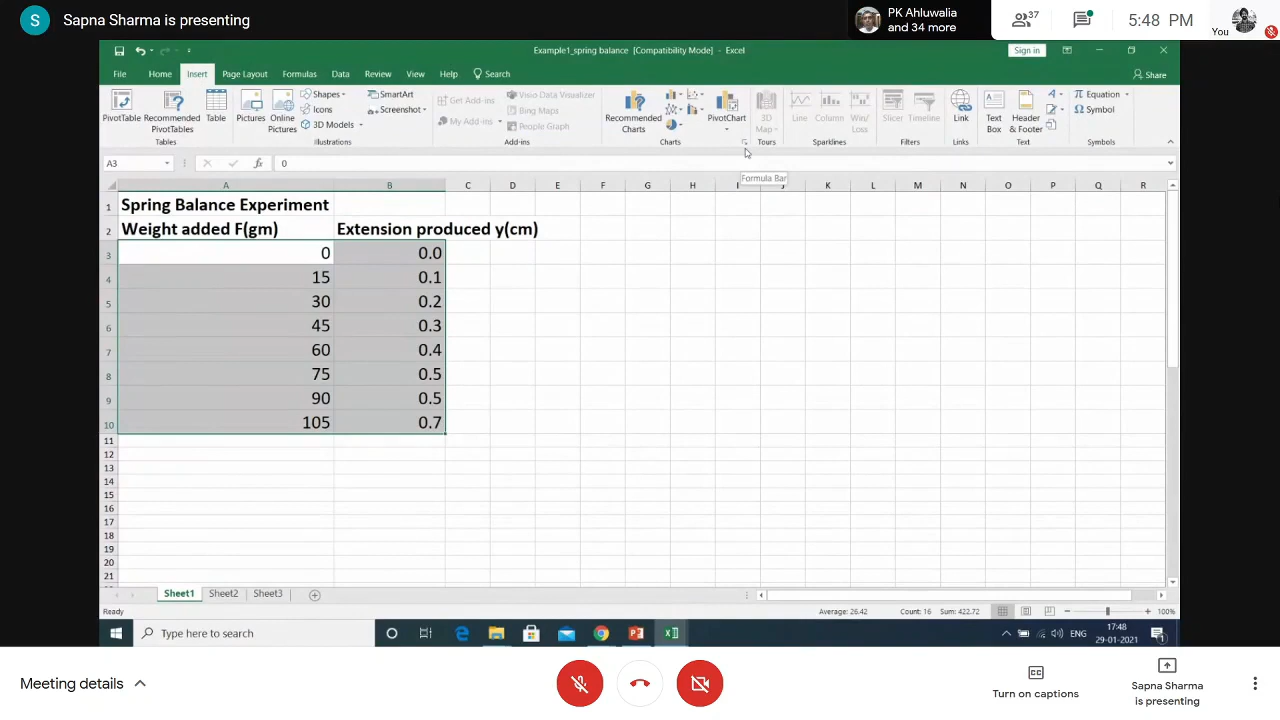 S Sapna Sharma is presenting
PK Ahluwalia
and 34 more
37
5:48 PM
You
Example1_spring balance [Compatibility Mode] - Excel
Sign in
File Home Insert Page Layout Formulas Data Review View Help Search
Share
PivotTable Recommended PivotTables Table
Tables
Pictures Online Pictures Shapes Icons 3D Models SmartArt Screenshot
Illustrations
Get Add-ins My Add-ins Visio Data Visualizer Bing Maps People Graph
Add-ins
Recommended Charts PivotChart
Charts
3D Map
Tours
Line Column Win/Loss
Sparklines
Slicer Timeline
Filters
Link
Links
Text Box Header & Footer
Text
Equation Symbol
Symbols
A3 fx 0
Formula Bar
A B C D E F G H I J K L M N O P Q R
1 Spring Balance Experiment
2 Weight added F(gm) Extension produced y(cm)
3 0 0.0
4 15 0.1
5 30 0.2
6 45 0.3
7 60 0.4
8 75 0.5
9 90 0.5
10 105 0.7
11
12
13
14
15
16
17
18
19
20
21
Sheet1 Sheet2 Sheet3
Ready Average: 26.42 Count: 16 Sum: 422.72 100%
Type here to search
ENG
17:48
29-01-2021
1
Meeting details
Turn on captions
Sapna Sharma
is presenting